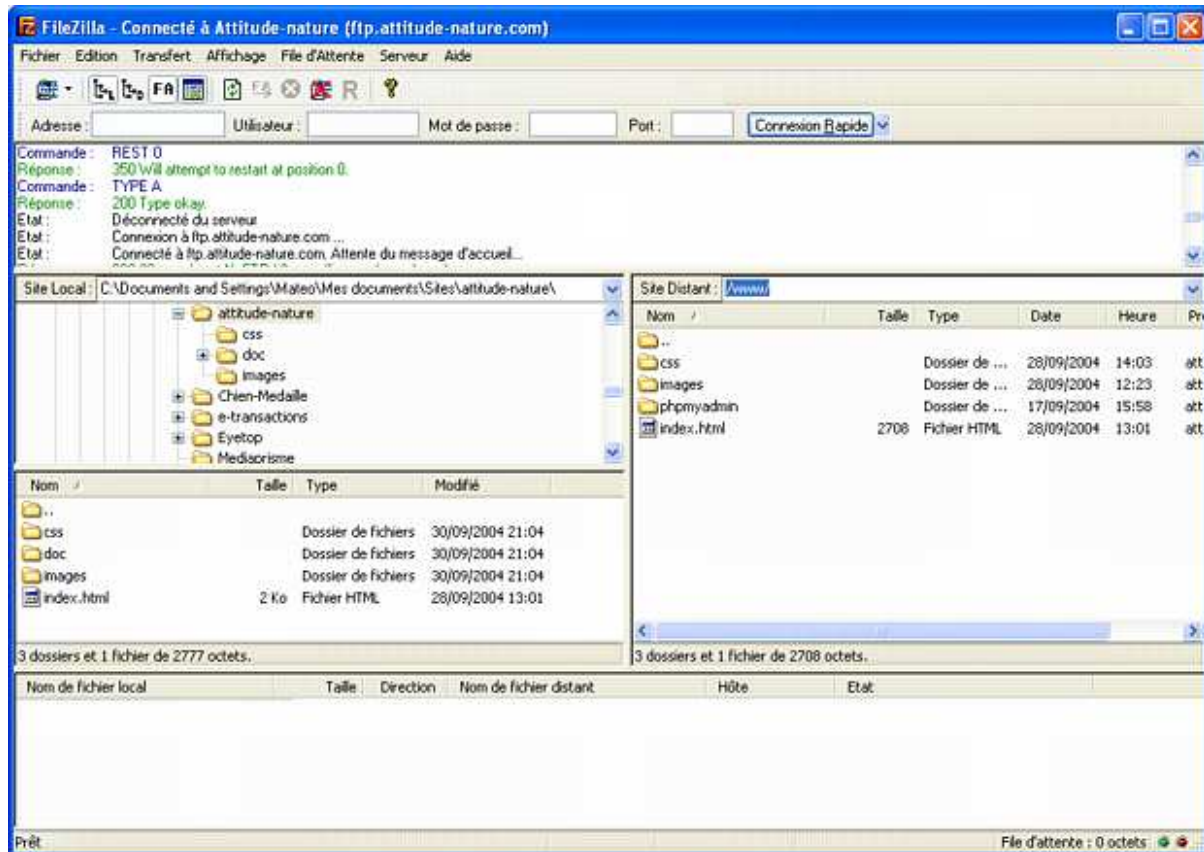 FileZilla - Connecté à Attitude-nature (ftp.attitude-nature.com)
Fichier Edition Transfert Affichage File d'Attente Serveur Aide
FA R ?
Adresse : Utilisateur : Mot de passe : Port : Connexion Rapide
Commande : REST 0
Réponse : 350 Will attempt to restart at position 0.
Commande : TYPE A
Réponse : 200 Type okay.
Etat : Déconnecté du serveur
Etat : Connexion à ftp.attitude-nature.com ...
Etat : Connecté à ftp.attitude-nature.com. Attente du message d'accueil...
Site Local : C:\Documents and Settings\Mateo\Mes documents\Sites\attitude-nature\
attitude-nature
css
doc
images
Chien-Medaille
e-transactions
Eyetop
Mediaprisme
Nom Taille Type Modifié
..
css Dossier de fichiers 30/09/2004 21:04
doc Dossier de fichiers 30/09/2004 21:04
images Dossier de fichiers 30/09/2004 21:04
index.html 2 Ko Fichier HTML 28/09/2004 13:01
3 dossiers et 1 fichier de 2777 octets.
Site Distant : /www/
Nom Taille Type Date Heure Pr
..
css Dossier de ... 28/09/2004 14:03 att
images Dossier de ... 28/09/2004 12:23 att
phpmyadmin Dossier de ... 17/09/2004 15:58 att
index.html 2708 Fichier HTML 28/09/2004 13:01 att
3 dossiers et 1 fichier de 2708 octets.
Nom de fichier local Taille Direction Nom de fichier distant Hôte Etat
Prêt File d'attente : 0 octets